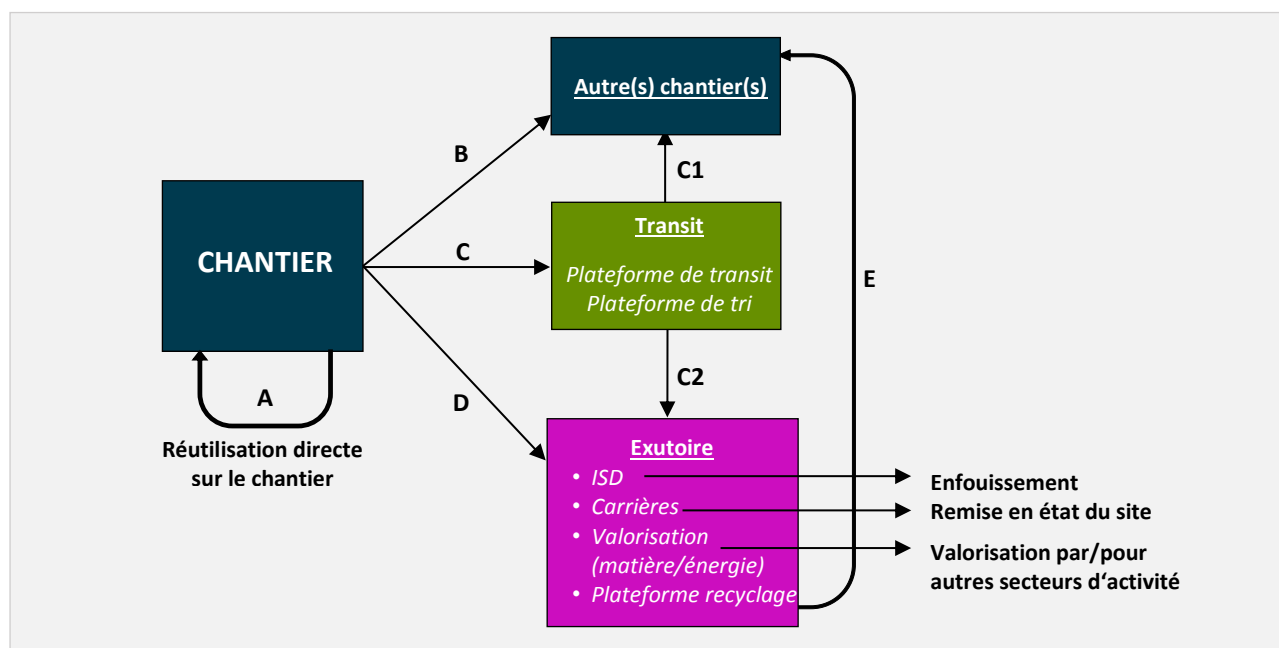 Autre(s) chantier(s)
B
C1
CHANTIER
Transit
C
Plateforme de transit
Plateforme de tri
E
A
C2
D
Réutilisation directe
sur le chantier
Exutoire
• ISD
Enfouissement
• Carrières
Remise en état du site
• Valorisation
(matière/énergie)
Valorisation par/pour
autres secteurs d‘activité
• Plateforme recyclage